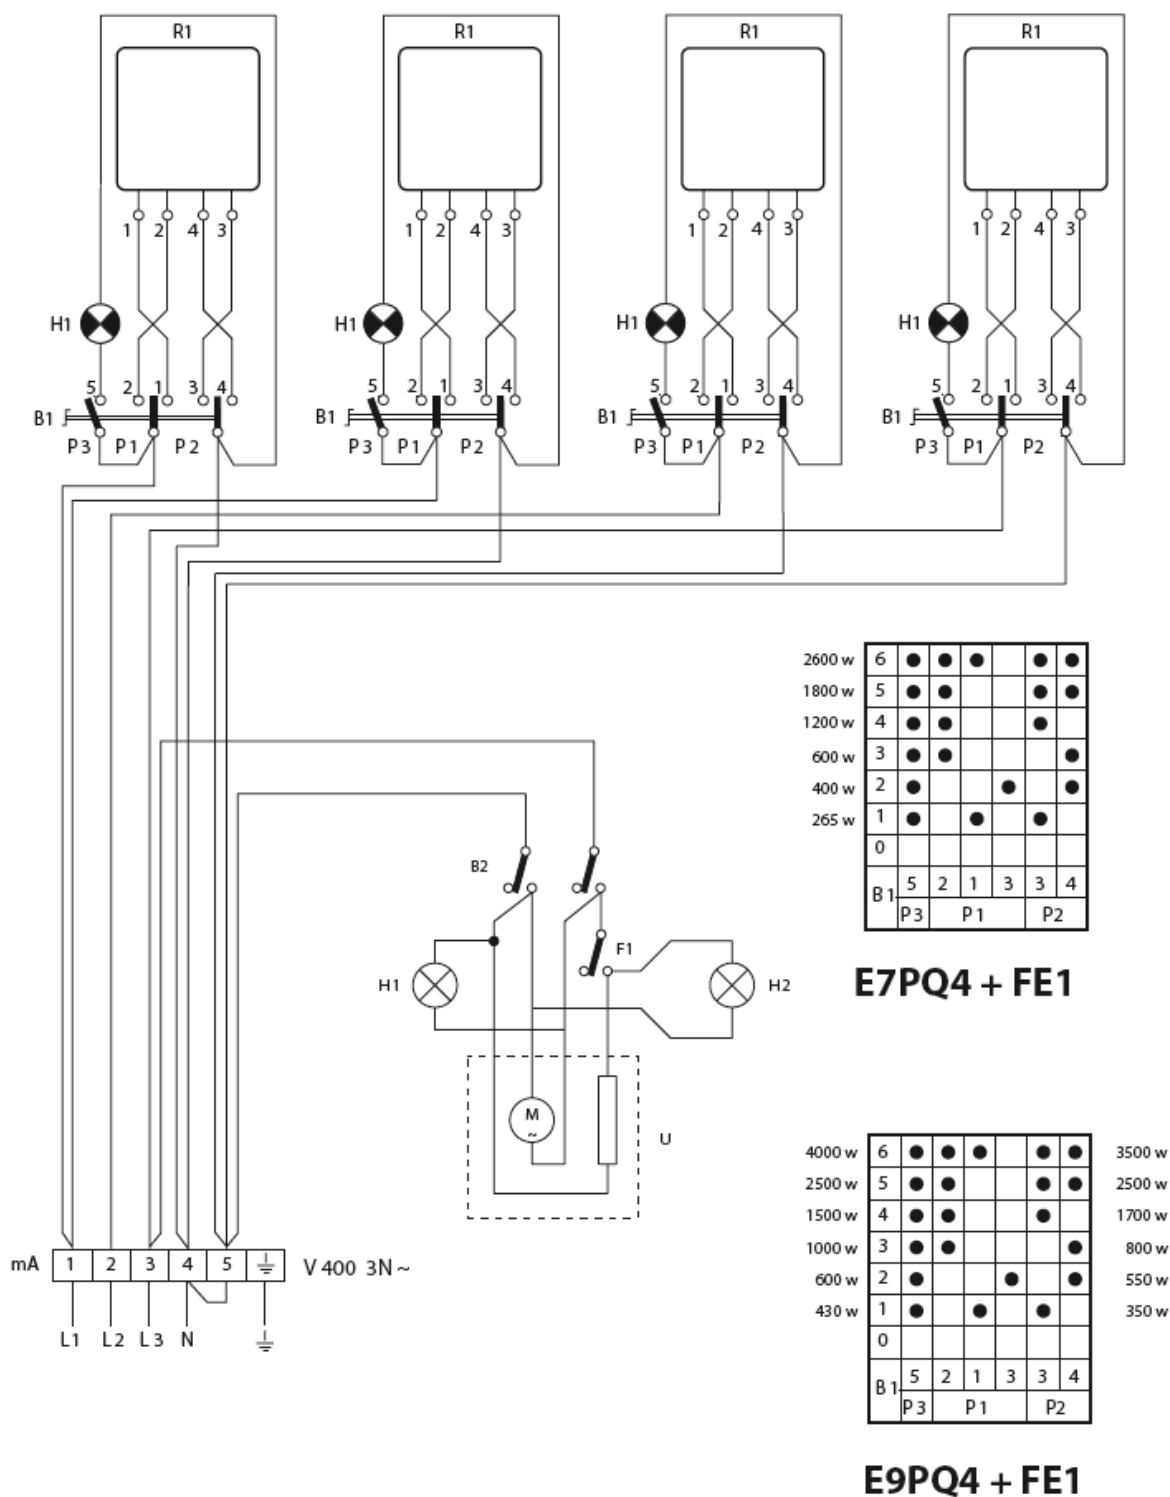 R1 R1 R1 R1
1 2 4 3 1 2 4 3 1 2 4 3 1 2 4 3
H1 H1 H1 H1
5 2 1 3 4 5 2 1 3 4 5 2 1 3 4 5 2 1 3 4
B1 B1 B1 B1
P3 P1 P2 P3 P1 P2 P3 P1 P2 P3 P1 P2
2600 w 6
1800 w 5
1200 w 4
600 w 3
400 w 2
265 w 1
0
B1 5 2 1 3 3 4
P3 P1 P2
E7PQ4 + FE1
B2
F1
H1 H2
M
~
U
4000 w 6 3500 w
2500 w 5 2500 w
1500 w 4 1700 w
1000 w 3 800 w
600 w 2 550 w
430 w 1 350 w
0
B1 5 2 1 3 3 4
P3 P1 P2
E9PQ4 + FE1
mA 1 2 3 4 5 V 400 3N ~
L1 L2 L3 N